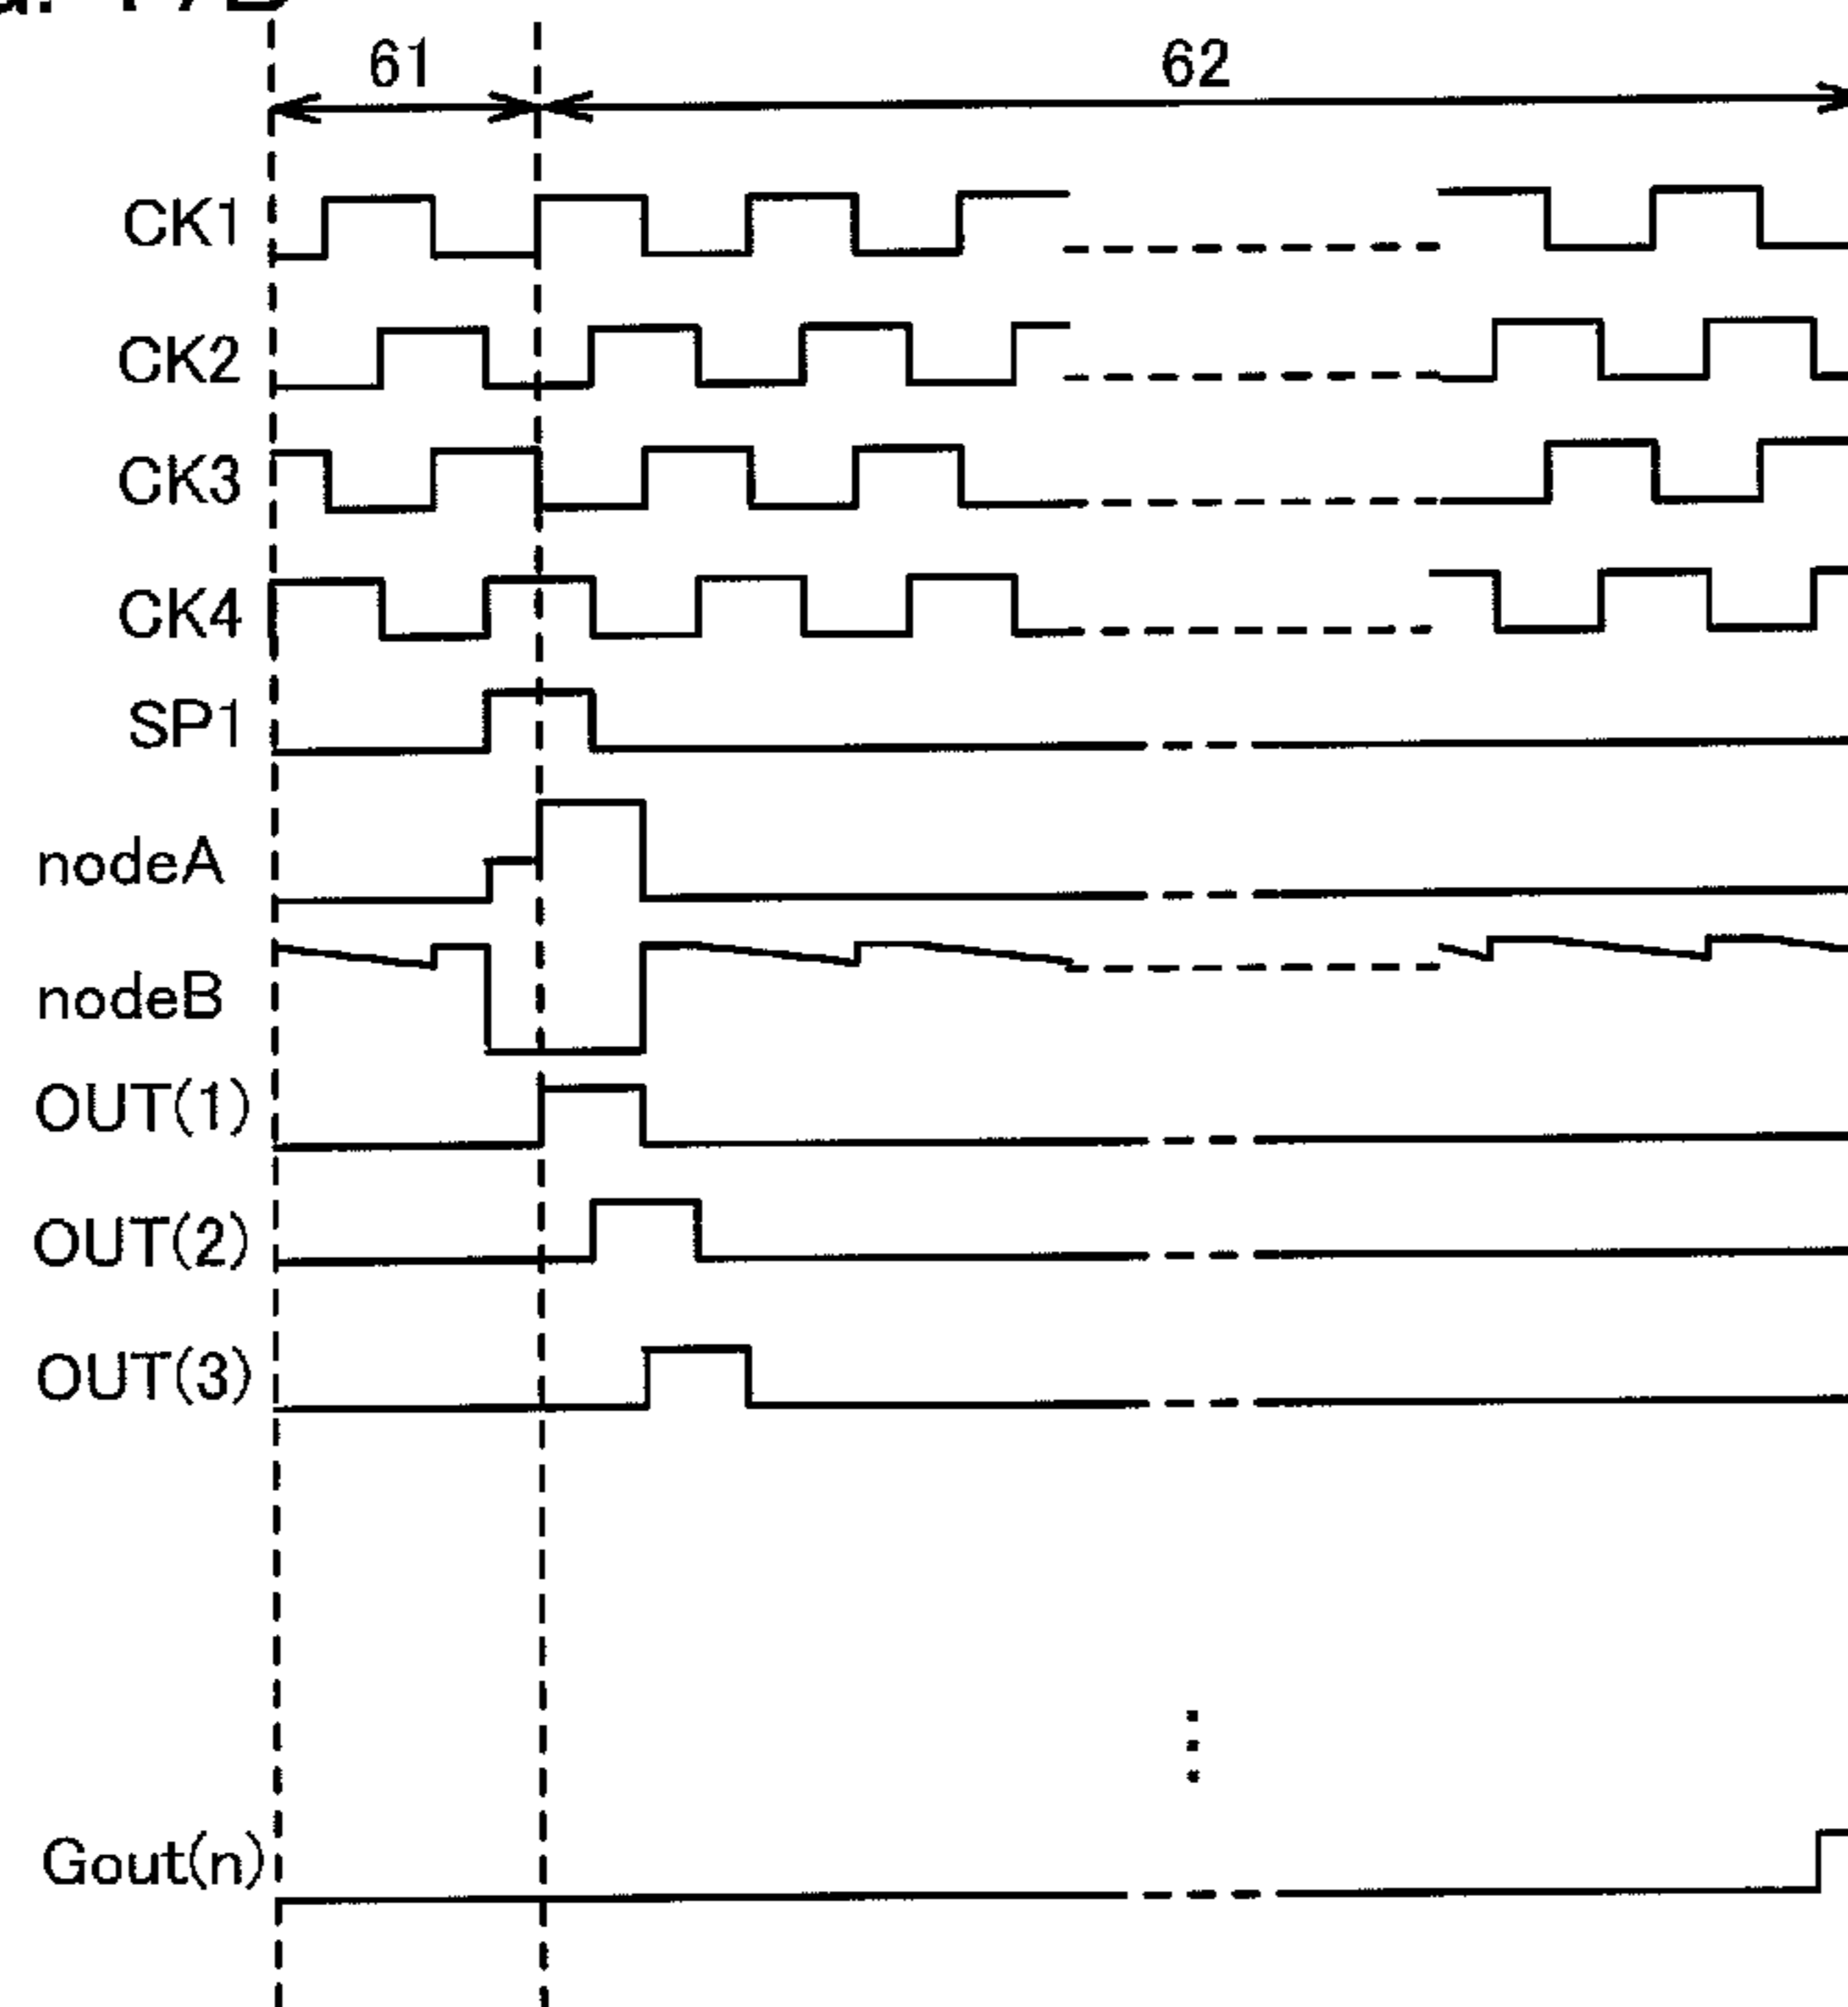 61 62
CK1
CK2
CK3
CK4
SP1
nodeA
nodeB
OUT(1)
OUT(2)
OUT(3)
Gout(n)